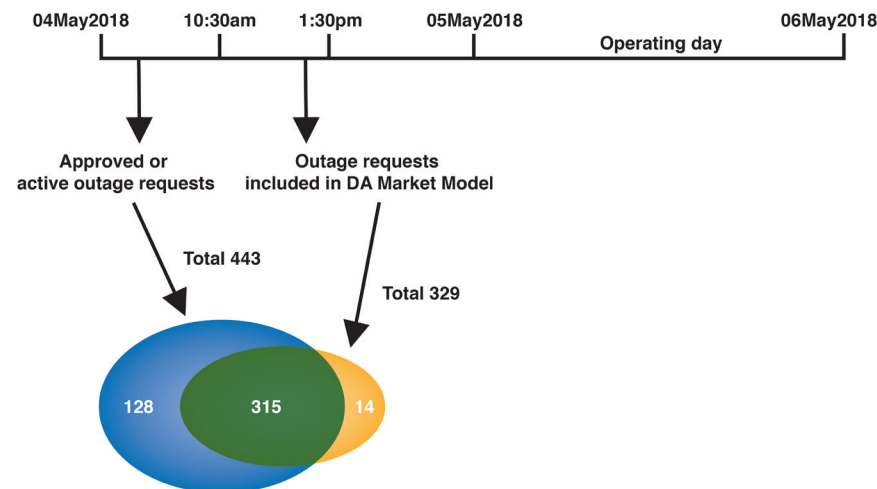 04May2018 10:30am 1:30pm 05May2018 06May2018
Operating day
Approved or
active outage requests
Outage requests
included in DA Market Model
Total 443
Total 329
128 315 14